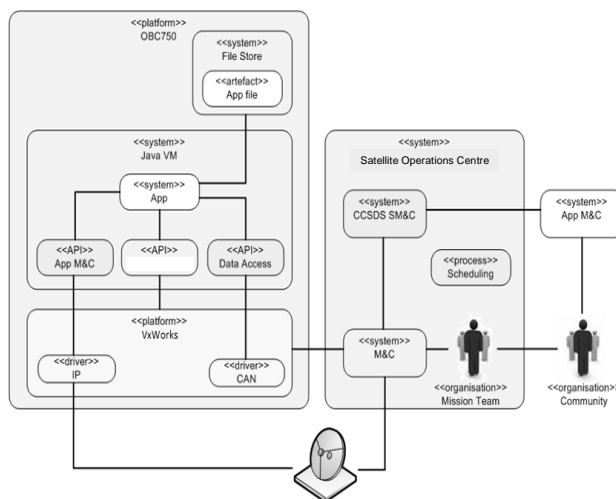 <<platform>>
OBC750
<<system>>
File Store
<<artefact>>
App file
<<system>>
Java VM
<<system>>
App
<<API>>
App M&C
<<API>>
<<API>>
Data Access
<<platform>>
VxWorks
<<driver>>
IP
<<driver>>
CAN
<<system>>
Satellite Operations Centre
<<system>>
CCSDS SM&C
<<process>>
Scheduling
<<system>>
M&C
<<organisation>>
Mission Team
<<system>>
App M&C
<<organisation>>
Community